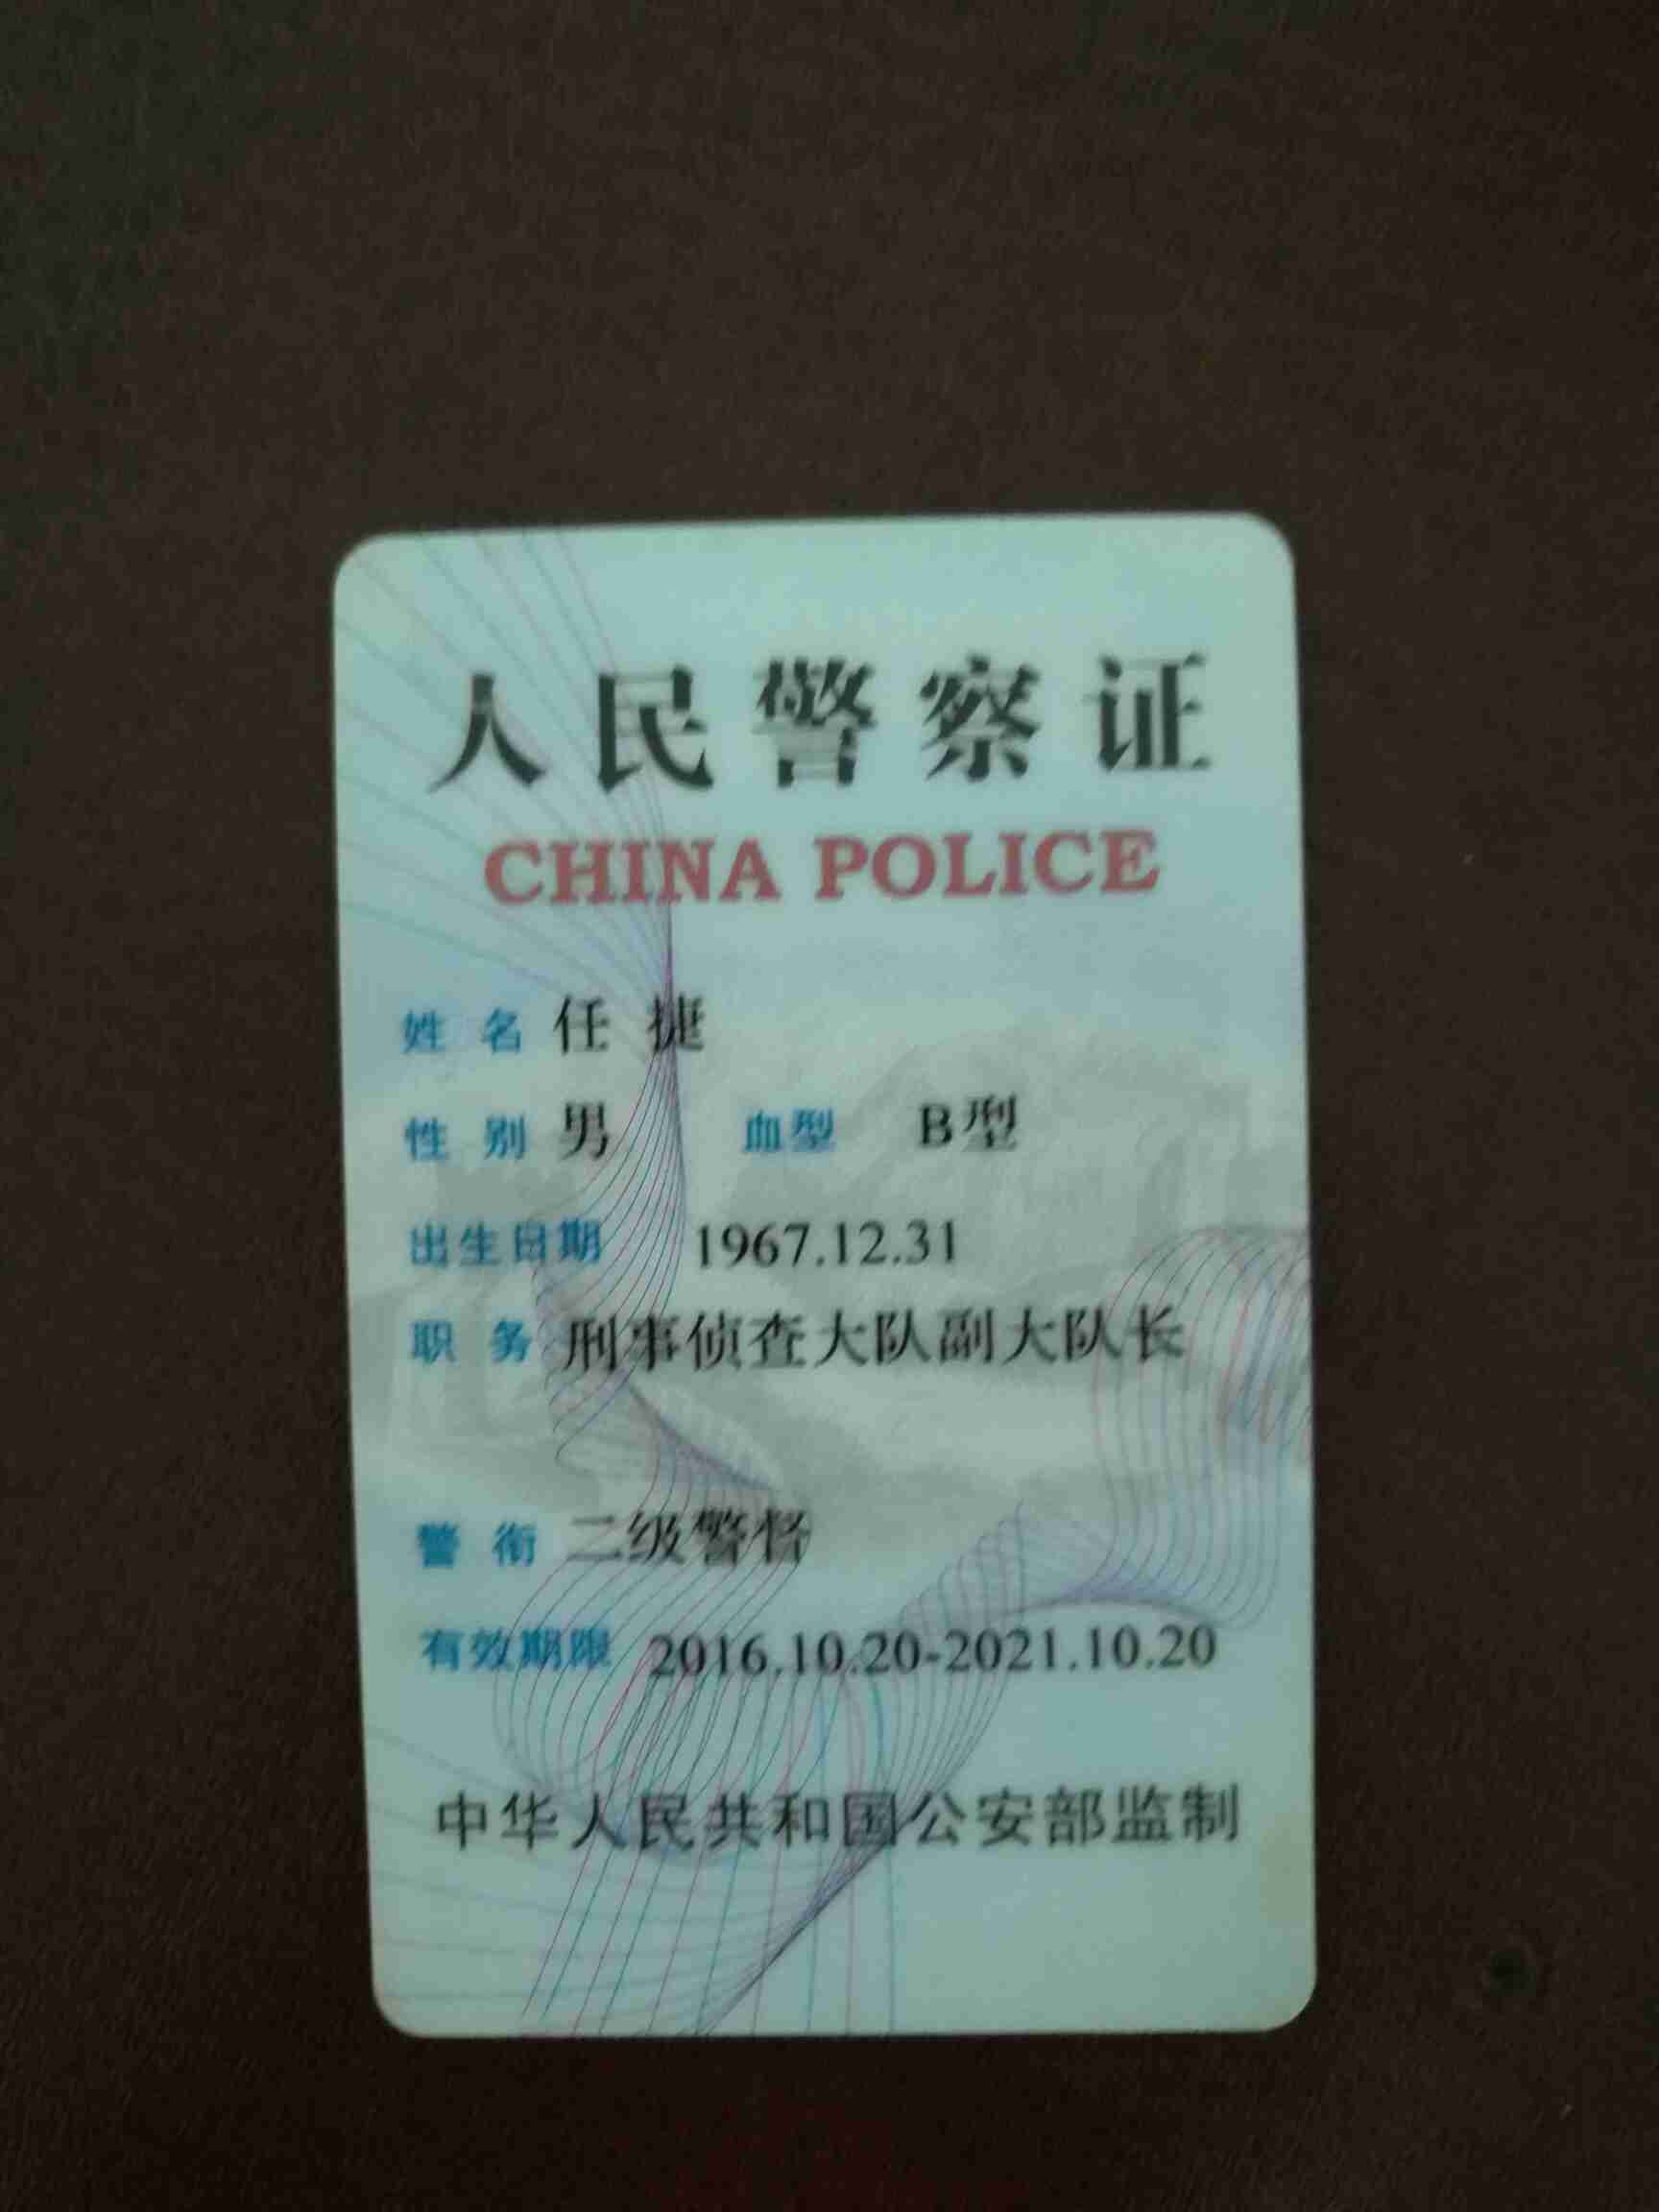 人民警察证
CHINA POLICE
姓 名 任 捷
性 别 男 血型 B型
出生日期 1967.12.31
职 务 刑事侦查大队副大队长
警 衔 二级警督
有效期限 2016.10.20-2021.10.20
中华人民共和国公安部监制